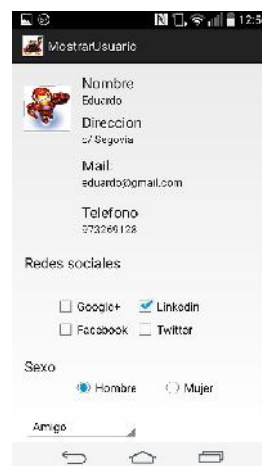 12:5
MostrarUsuario
Nombre
Eduardo
Direccion
c/ Segovia
Mail:
eduardo@gmail.com
Telefono
973269128
Redes sociales
Google+ Linkedin
Facebook Twitter
Sexo
Hombre Mujer
Amigo